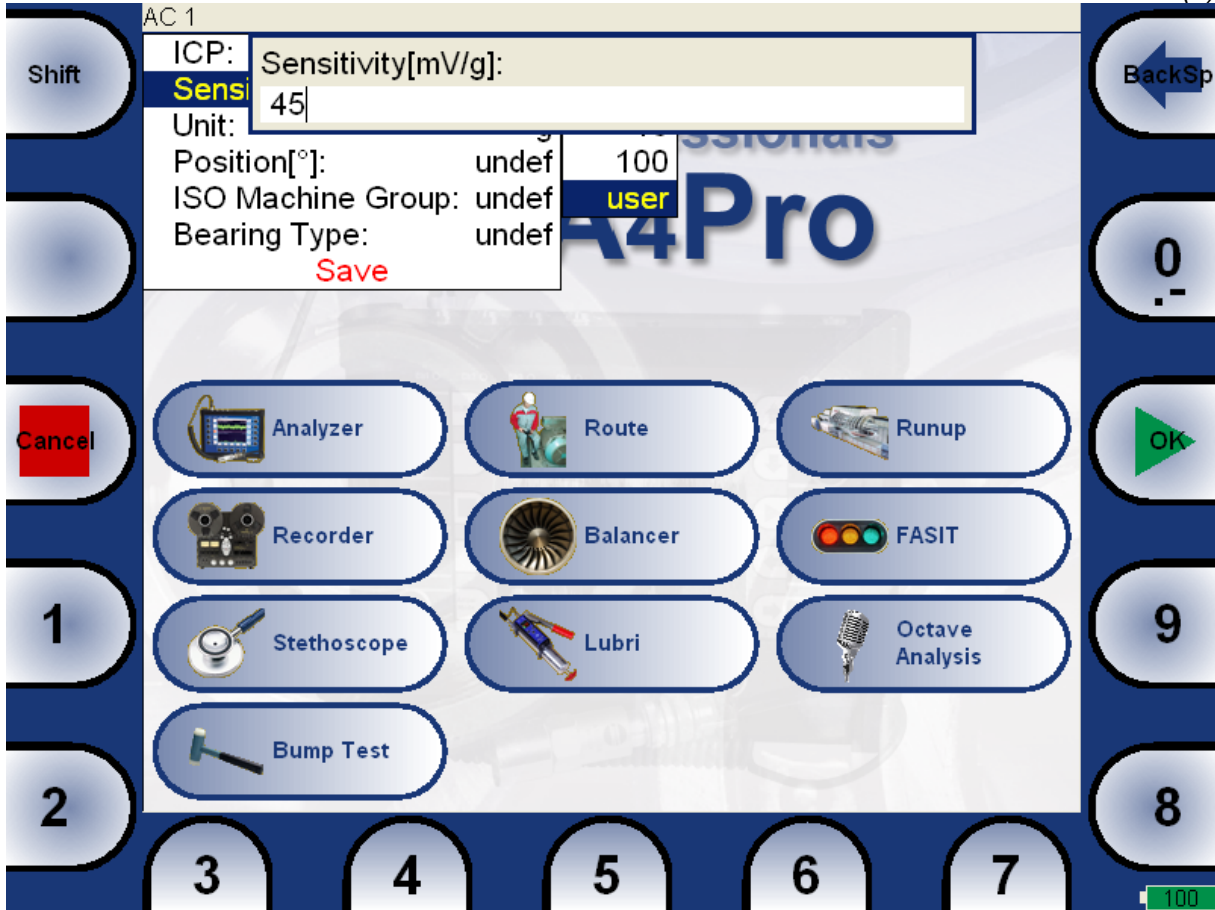 AC 1
Shift
ICP:
Sensitivity[mV/g]:
BackSp
Sensi
45
Unit:
Position[°]: undef 100
ISO Machine Group: undef user
Bearing Type: undef
A4Pro
Save
0
.-
Cancel
Analyzer
Route
Runup
OK
Recorder
Balancer
FASIT
1
Stethoscope
Lubri
Octave
Analysis
9
Bump Test
2
8
3
4
5
6
7
100